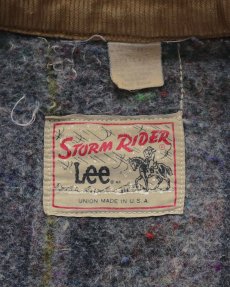 STORM RIDER
Lee
UNION MADE IN U.S.A.